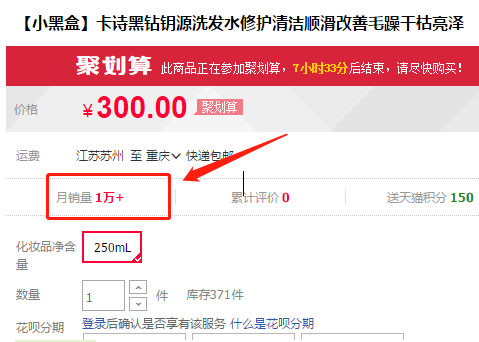 【小黑盒】卡诗黑钻钥源洗发水修护清洁顺滑改善毛躁干枯亮泽
聚划算 此商品正在参加聚划算，7小时33分后结束，请尽快购买！
价格 ¥300.00 聚划算
运费 江苏苏州 至 重庆 快递包邮
月销量 1万+ 累计评价 0 送天猫积分 150
化妆品净含量 250mL
数量 1 件 库存371件
花呗分期 登录后确认是否享有该服务 什么是花呗分期